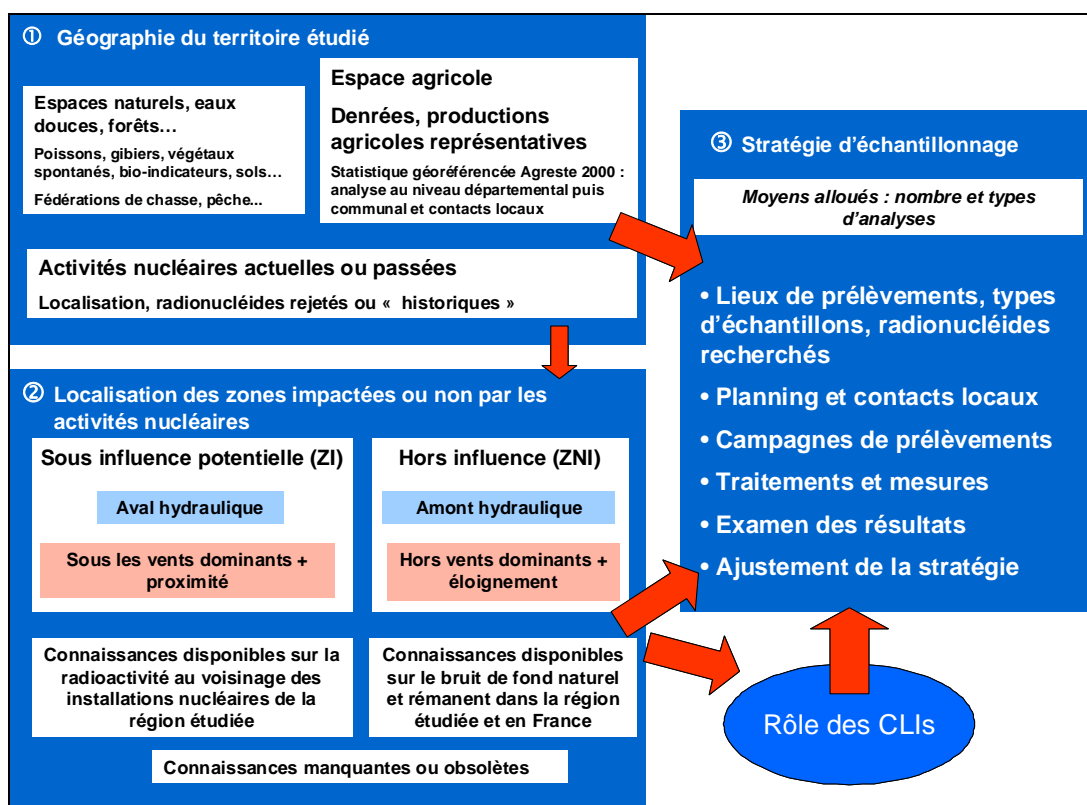 ① Géographie du territoire étudié
Espaces naturels, eaux
douces, forêts…
Poissons, gibiers, végétaux
spontanés, bio-indicateurs, sols…
Fédérations de chasse, pêche...
Espace agricole
Denrées, productions
agricoles représentatives
Statistique géoréférencée Agreste 2000 :
analyse au niveau départemental puis
communal et contacts locaux
Activités nucléaires actuelles ou passées
Localisation, radionucléides rejetés ou « historiques »
② Localisation des zones impactées ou non par les
activités nucléaires
Sous influence potentielle (ZI)
Aval hydraulique
Sous les vents dominants +
proximité
Hors influence (ZNI)
Amont hydraulique
Hors vents dominants +
éloignement
Connaissances disponibles sur la
radioactivité au voisinage des
installations nucléaires de la
région étudiée
Connaissances disponibles
sur le bruit de fond naturel
et rémanent dans la région
étudiée et en France
Connaissances manquantes ou obsolètes
③ Stratégie d'échantillonnage
Moyens alloués : nombre et types
d'analyses
• Lieux de prélèvements, types
d'échantillons, radionucléides
recherchés
• Planning et contacts locaux
• Campagnes de prélèvements
• Traitements et mesures
• Examen des résultats
• Ajustement de la stratégie
Rôle des CLIs